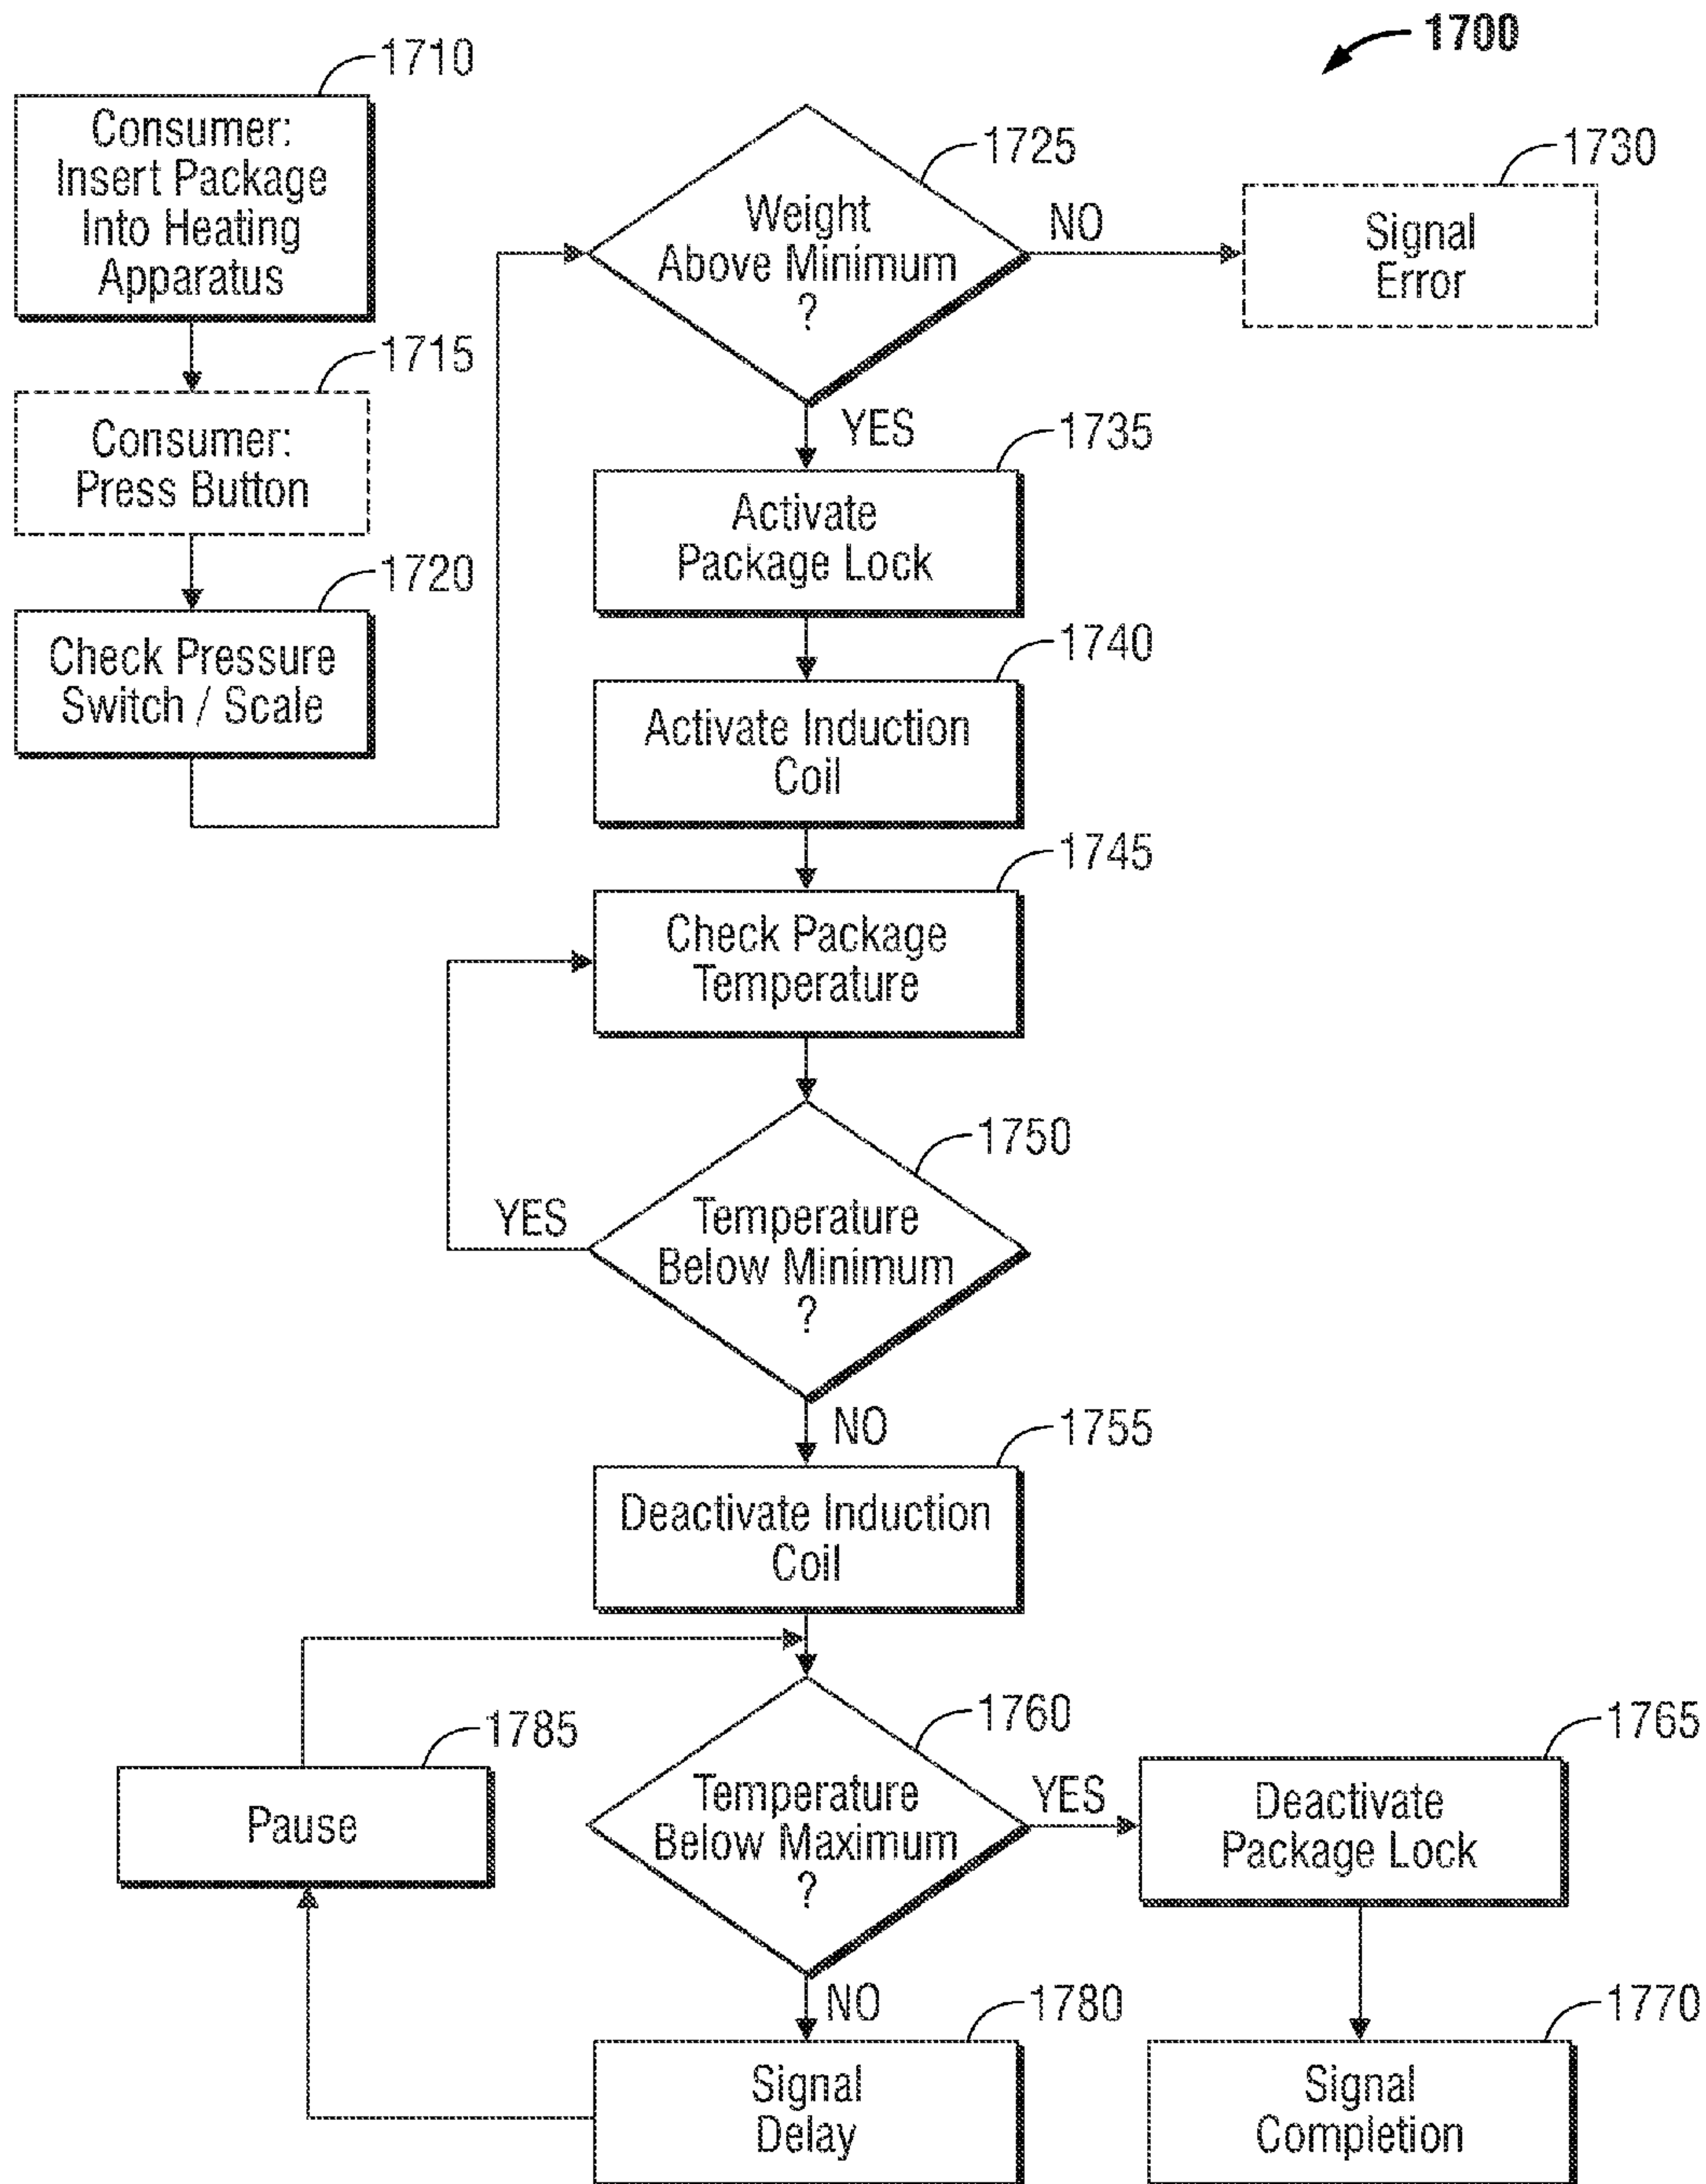 1700
1710
Consumer:
Insert Package
Into Heating
Apparatus
1715
Consumer:
Press Button
1720
Check Pressure
Switch / Scale
1725
Weight
Above Minimum
?
NO
1730
Signal
Error
YES
1735
Activate
Package Lock
1740
Activate Induction
Coil
1745
Check Package
Temperature
1750
Temperature
Below Minimum
?
YES
NO
1755
Deactivate Induction
Coil
1760
Temperature
Below Maximum
?
YES
1765
Deactivate
Package Lock
1770
Signal
Completion
NO
1780
Signal
Delay
1785
Pause